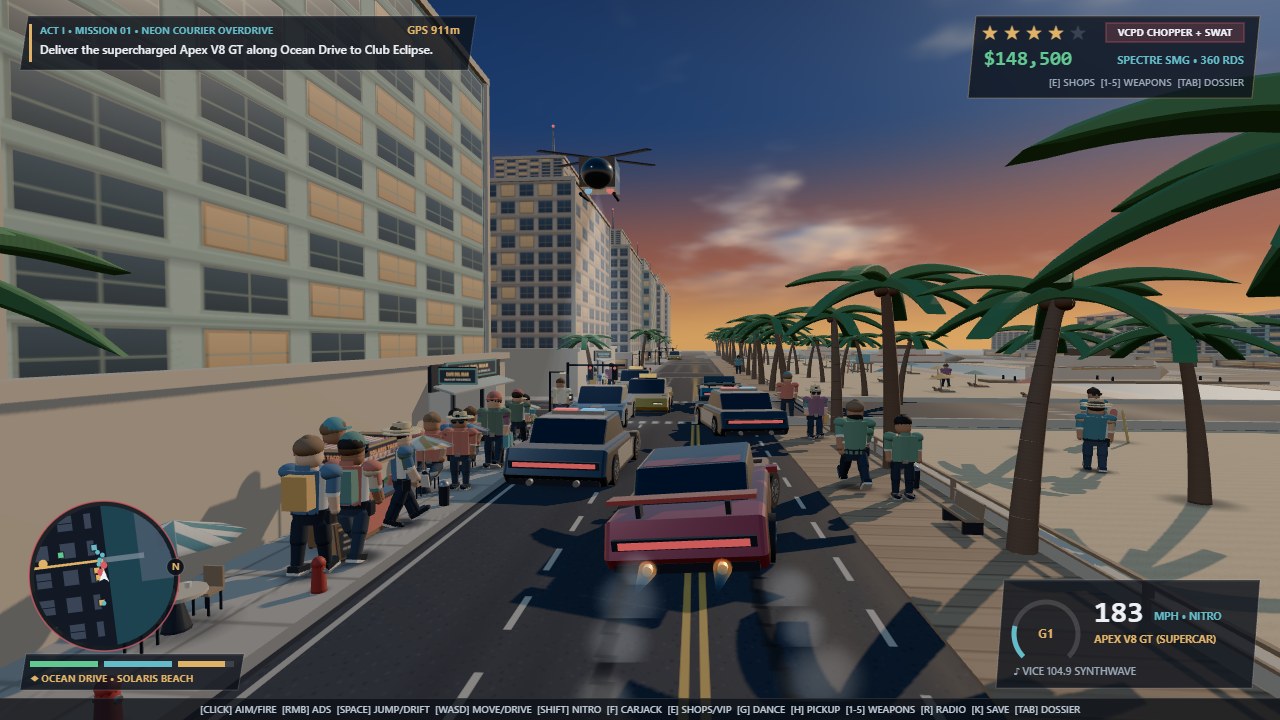 ACT I • MISSION 01 • NEON COURIER OVERDRIVE
GPS 911m
Deliver the supercharged Apex V8 GT along Ocean Drive to Club Eclipse.
VCPD CHOPPER + SWAT
$148,500
SPECTRE SMG • 360 RDS
[E] SHOPS [1-5] WEAPONS [TAB] DOSSIER
N
OCEAN DRIVE • SOLARIS BEACH
G1
183 MPH • NITRO
APEX V8 GT (SUPERCAR)
♪ VICE 104.9 SYNTHWAVE
[CLICK] AIM/FIRE [RMB] ADS [SPACE] JUMP/DRIFT [WASD] MOVE/DRIVE [SHIFT] NITRO [F] CARJACK [E] SHOPS/VIP [G] DANCE [H] PICKUP [1-5] WEAPONS [R] RADIO [K] SAVE [TAB] DOSSIER